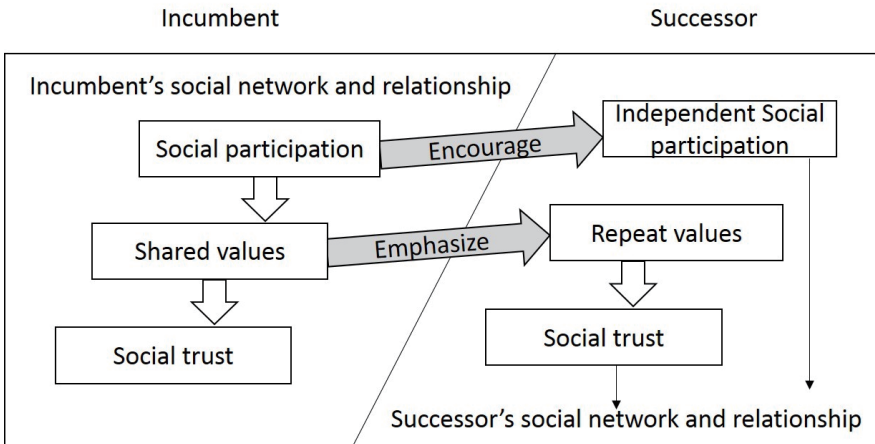 Incumbent
Successor
Incumbent's social network and relationship
Independent Social
participation
Social participation
Encourage
Shared values
Emphasize
Repeat values
Social trust
Social trust
Successor's social network and relationship